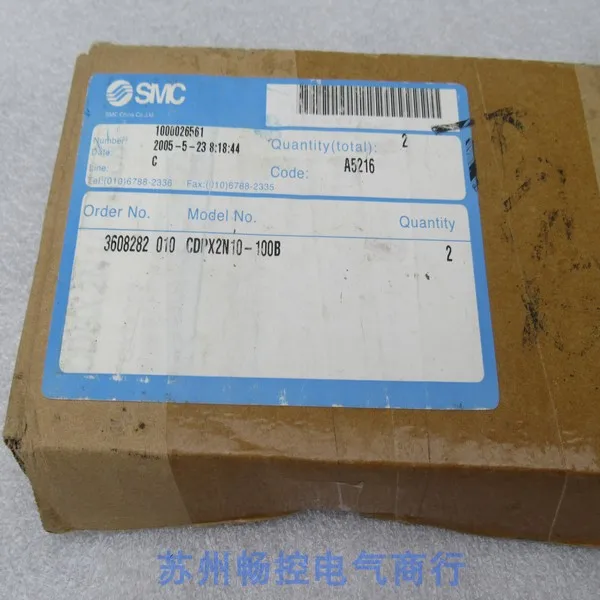 SMC
SMC China Co.,Ltd.
Number: 1000026561
Date: 2005-5-23 8:18:44
Line: C
Quantity(total): 2
Code: A5216
Tel:(010)6788-2336 Fax:(010)6788-2335
Order No. Model No. Quantity
3608282 010 CDPX2N10-100B 2
苏州畅控电气商行